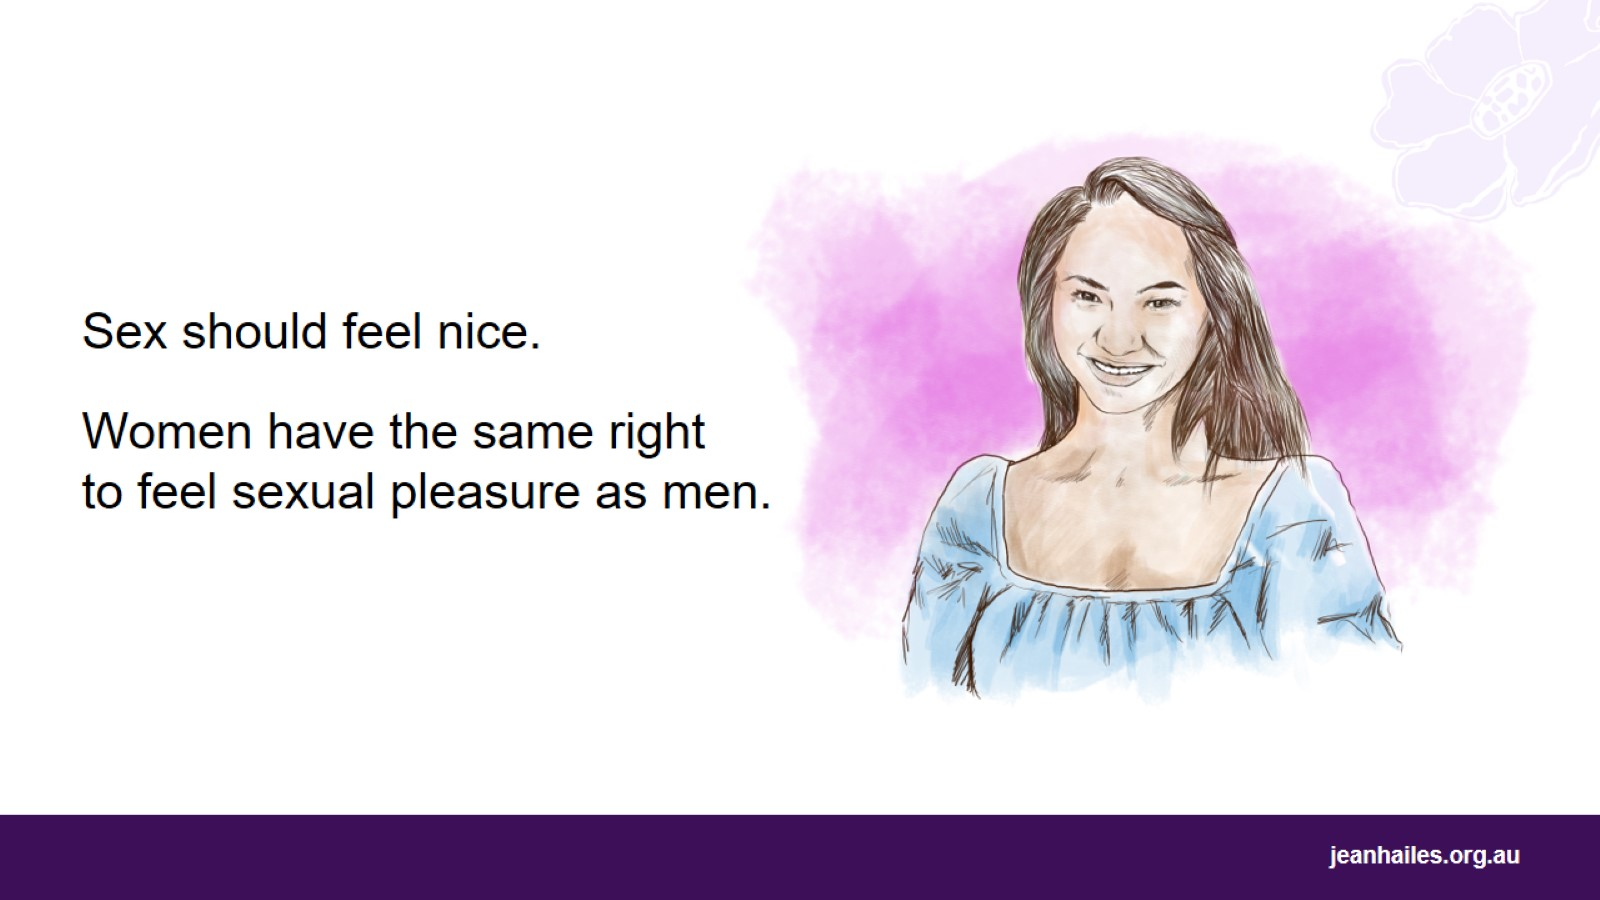 Sex should feel nice.
Women have the same right
to feel sexual pleasure as men.
jeanhailes.org.au